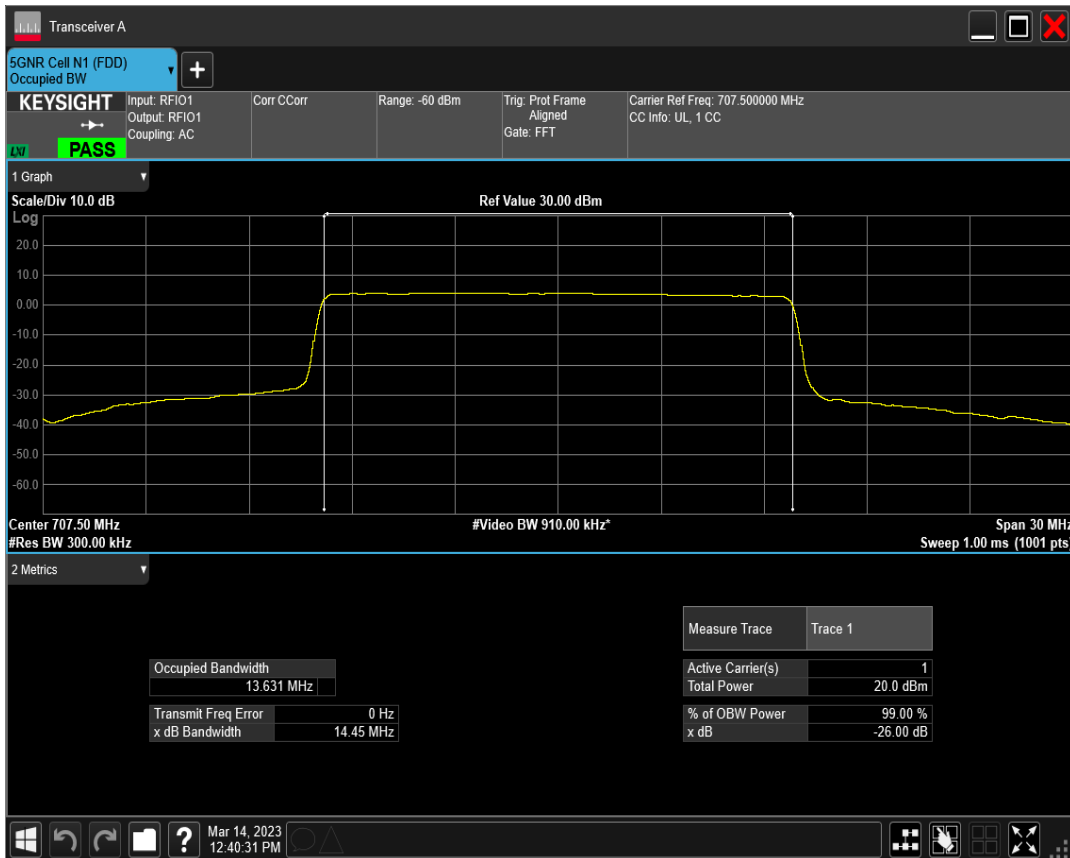 Transceiver A
5GNR Cell N1 (FDD)
Occupied BW
+
KEYSIGHT
LXI
PASS
Input: RFIO1
Output: RFIO1
Coupling: AC
Corr CCorr
Range: -60 dBm
Trig: Prot Frame
Aligned
Gate: FFT
Carrier Ref Freq: 707.500000 MHz
CC Info: UL, 1 CC
1 Graph
Scale/Div 10.0 dB
Ref Value 30.00 dBm
Log
20.0
10.0
0.00
-10.0
-20.0
-30.0
-40.0
-50.0
-60.0
Center 707.50 MHz
#Video BW 910.00 kHz*
Span 30 MHz
#Res BW 300.00 kHz
Sweep 1.00 ms (1001 pts)
2 Metrics
Measure Trace Trace 1
Occupied Bandwidth
13.631 MHz
Active Carrier(s) 1
Total Power 20.0 dBm
Transmit Freq Error 0 Hz
x dB Bandwidth 14.45 MHz
% of OBW Power 99.00 %
x dB -26.00 dB
?
Mar 14, 2023
12:40:31 PM